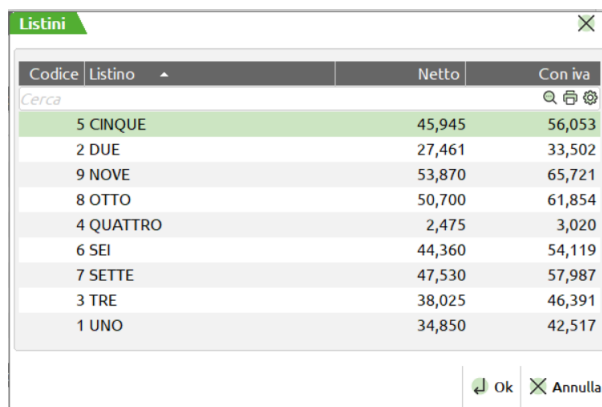 Listini
Codice Listino Netto Con iva
Cerca
5 CINQUE 45,945 56,053
2 DUE 27,461 33,502
9 NOVE 53,870 65,721
8 OTTO 50,700 61,854
4 QUATTRO 2,475 3,020
6 SEI 44,360 54,119
7 SETTE 47,530 57,987
3 TRE 38,025 46,391
1 UNO 34,850 42,517
Ok Annulla